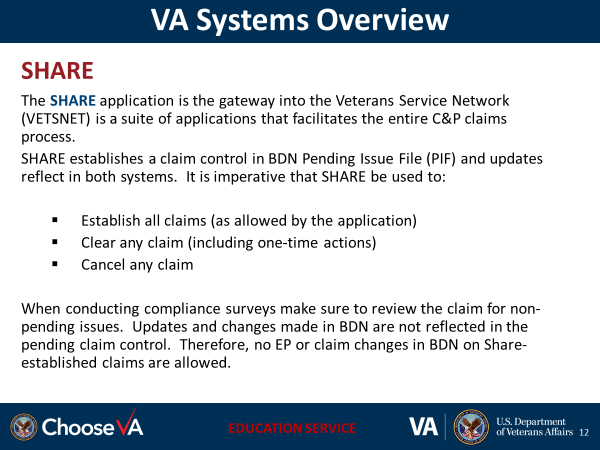 VA Systems Overview
SHARE
The SHARE application is the gateway into the Veterans Service Network
(VETSNET) is a suite of applications that facilitates the entire C&P claims
process.
SHARE establishes a claim control in BDN Pending Issue File (PIF) and updates
reflect in both systems.  It is imperative that SHARE be used to:
▪ Establish all claims (as allowed by the application)
▪ Clear any claim (including one-time actions)
▪ Cancel any claim
When conducting compliance surveys make sure to review the claim for non-
pending issues.  Updates and changes made in BDN are not reflected in the
pending claim control.  Therefore, no EP or claim changes in BDN on Share-
established claims are allowed.
ChooseVA
EDUCATION SERVICE
VA
U.S. Department
of Veterans Affairs
12